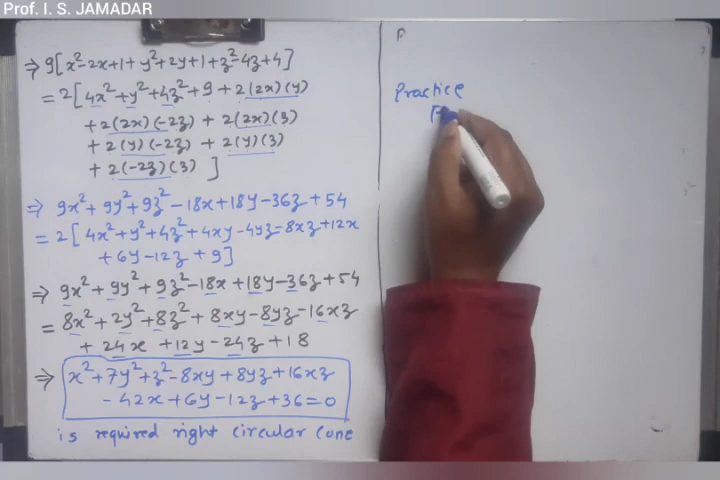 Prof. I. S. JAMADAR
⇒ 9[x²-2x+1+y²+2y+1+z²-4z+4]
= 2[4x²+y²+4z²+9+2(2x)(y)
+2(2x)(-2z)+2(2x)(3)
+2(y)(-2z)+2(y)(3)
+2(-2z)(3)]
⇒ 9x²+9y²+9z²-18x+18y-36z+54
= 2[4x²+y²+4z²+4xy-4yz-8xz+12x
+6y-12z+9]
⇒ 9x²+9y²+9z²-18x+18y-36z+54
= 8x²+2y²+8z²+8xy-8yz-16xz
+24x+12y-24z+18
⇒ x²+7y²+z²-8xy+8yz+16xz
-42x+6y-12z+36=0
is required right circular cone
Practice